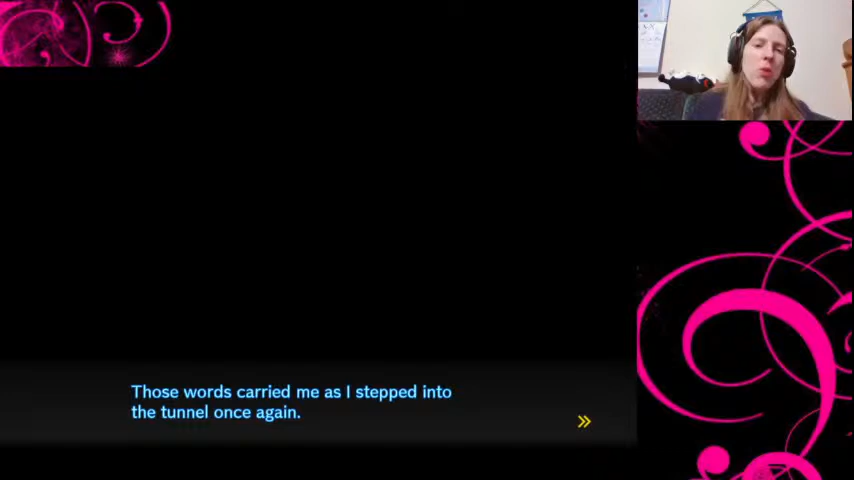 Those words carried me as I stepped into
the tunnel once again.